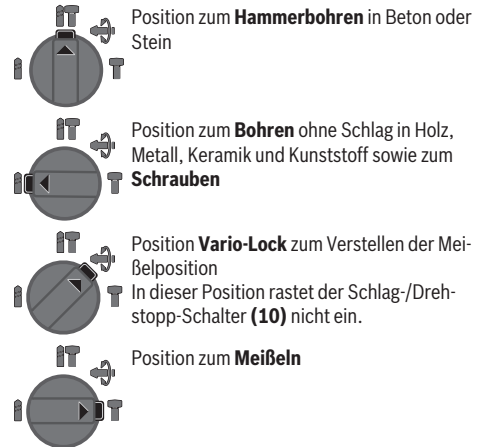 Position zum Hammerbohren in Beton oder
Stein
Position zum Bohren ohne Schlag in Holz,
Metall, Keramik und Kunststoff sowie zum
Schrauben
Position Vario-Lock zum Verstellen der Mei-
ßelposition
In dieser Position rastet der Schlag-/Dreh-
stopp-Schalter (10) nicht ein.
Position zum Meißeln